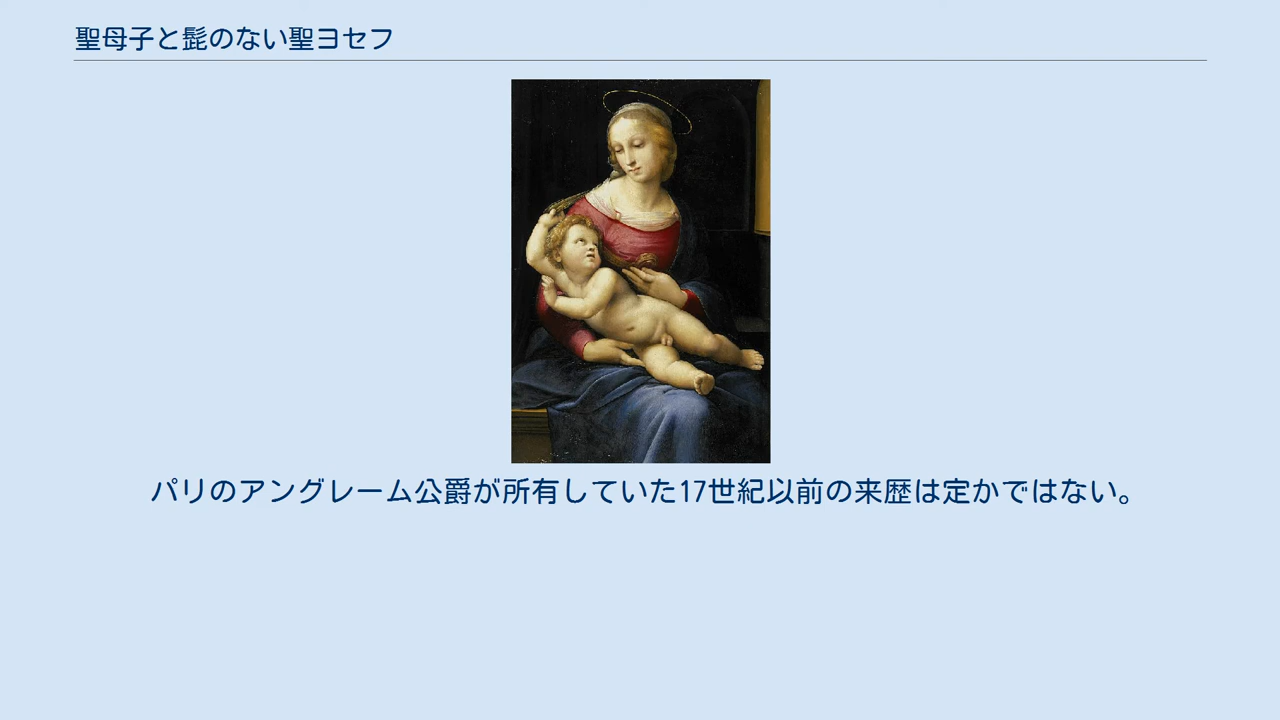 聖母子と髭のない聖ヨセフ
パリのアングレーム公爵が所有していた17世紀以前の来歴は定かではない。